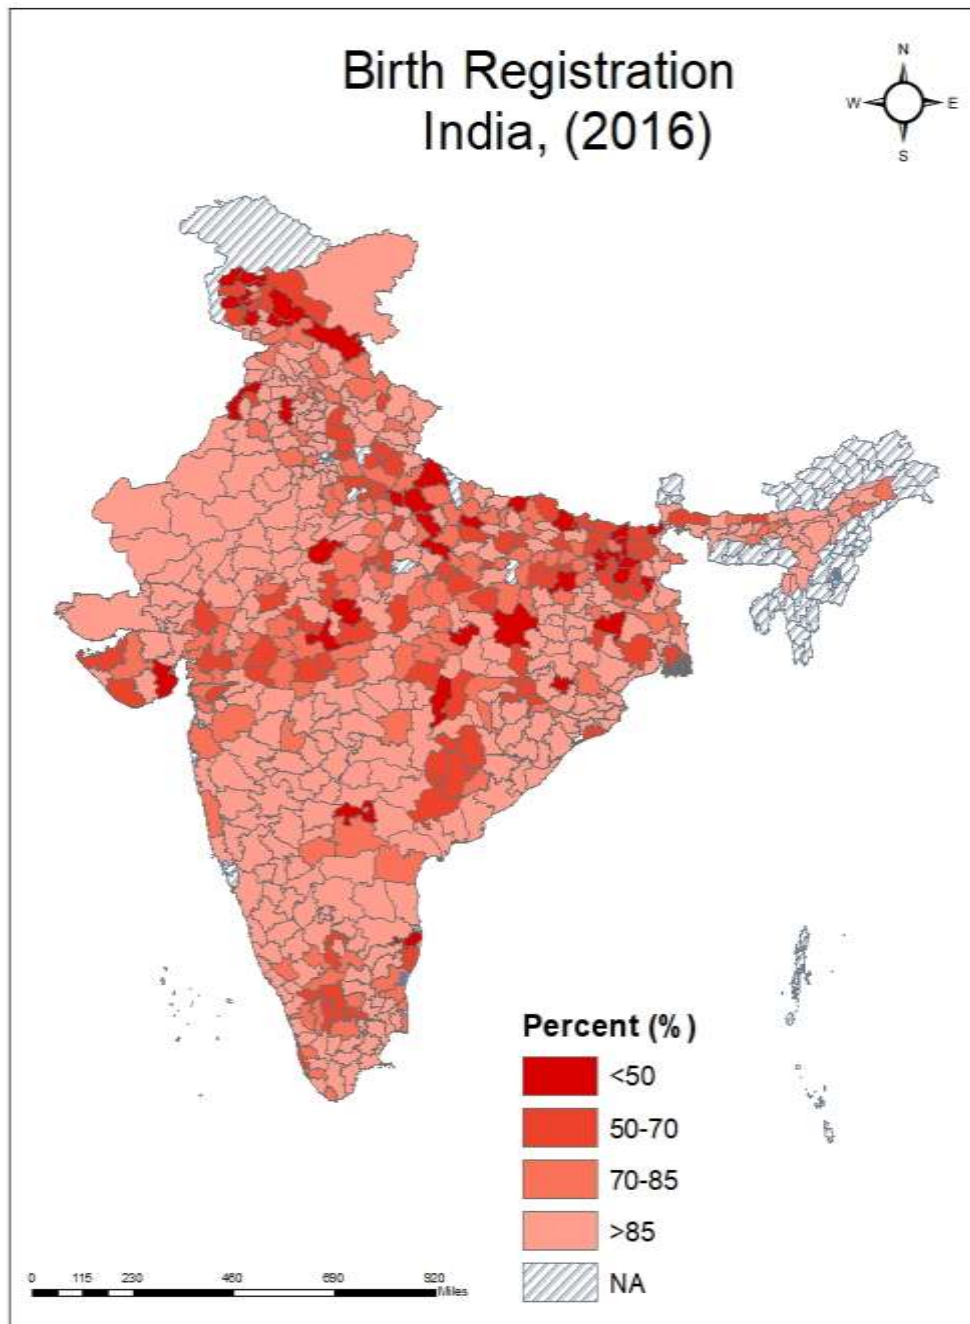 Birth Registration
India, (2016)
N
W
E
S
Percent (%)
<50
50-70
70-85
>85
NA
0 115 230 460 690 920
Miles